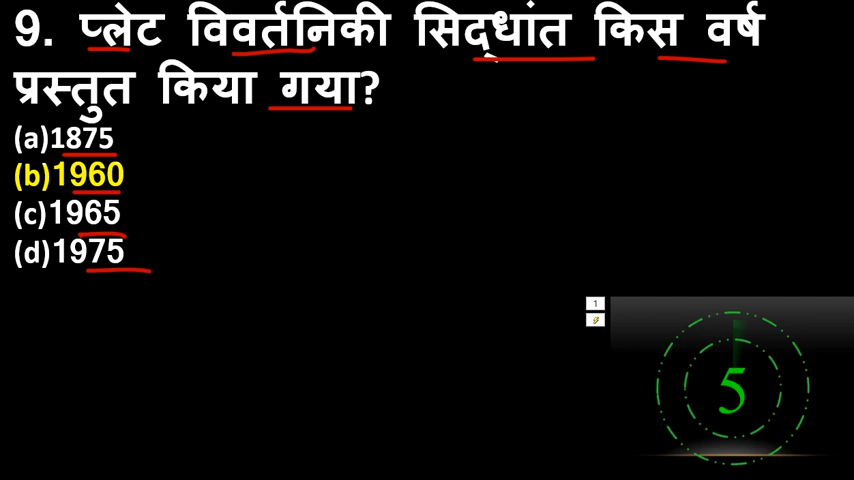 9. प्लेट विवर्तनिकी सिद्धांत किस वर्ष
प्रस्तुत किया गया?
(a)1875
(b)1960
(c)1965
(d)1975
1
5